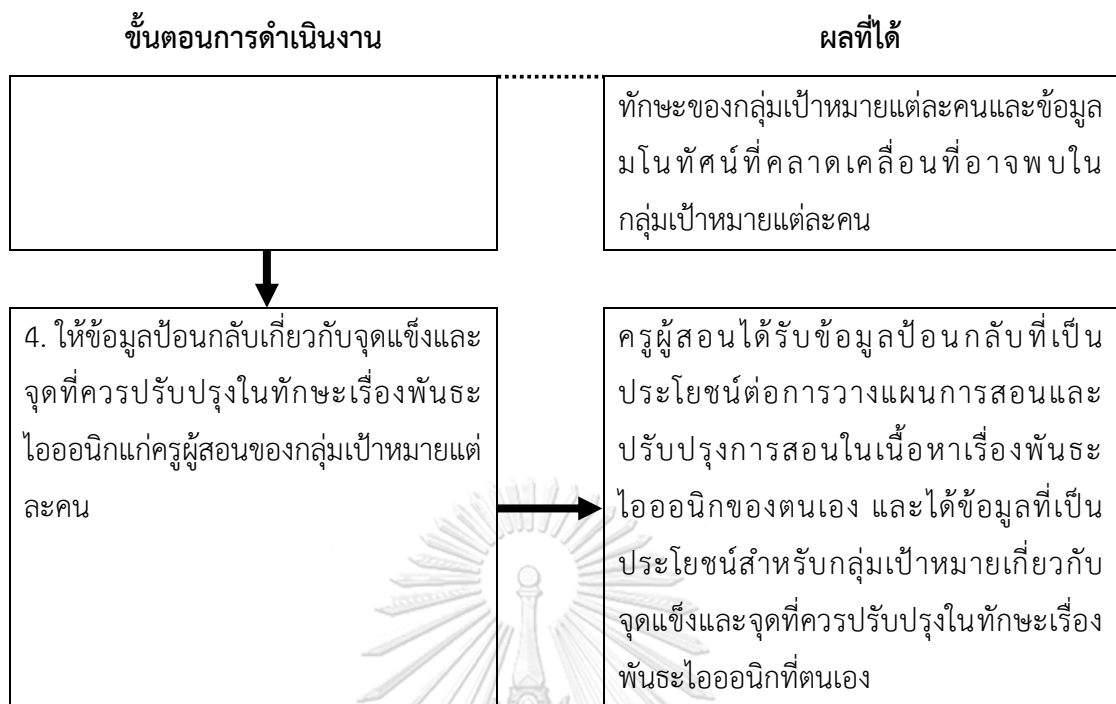 ขั้นตอนการดำเนินงาน
ผลที่ได้
ทักษะของกลุ่มเป้าหมายแต่ละคนและข้อมูล
มโนทัศน์ที่คลาดเคลื่อนที่อาจพบใน
กลุ่มเป้าหมายแต่ละคน
4. ให้ข้อมูลป้อนกลับเกี่ยวกับจุดแข็งและ
จุดที่ควรปรับปรุงในทักษะเรื่องพันธะ
ไอออนิกแก่ครูผู้สอนของกลุ่มเป้าหมายแต่
ละคน
ครูผู้สอนได้รับข้อมูลป้อนกลับที่เป็น
ประโยชน์ต่อการวางแผนการสอนและ
ปรับปรุงการสอนในเนื้อหาเรื่องพันธะ
ไอออนิกของตนเอง และได้ข้อมูลที่เป็น
ประโยชน์สำหรับกลุ่มเป้าหมายเกี่ยวกับ
จุดแข็งและจุดที่ควรปรับปรุงในทักษะเรื่อง
พันธะไอออนิกที่ตนเอง